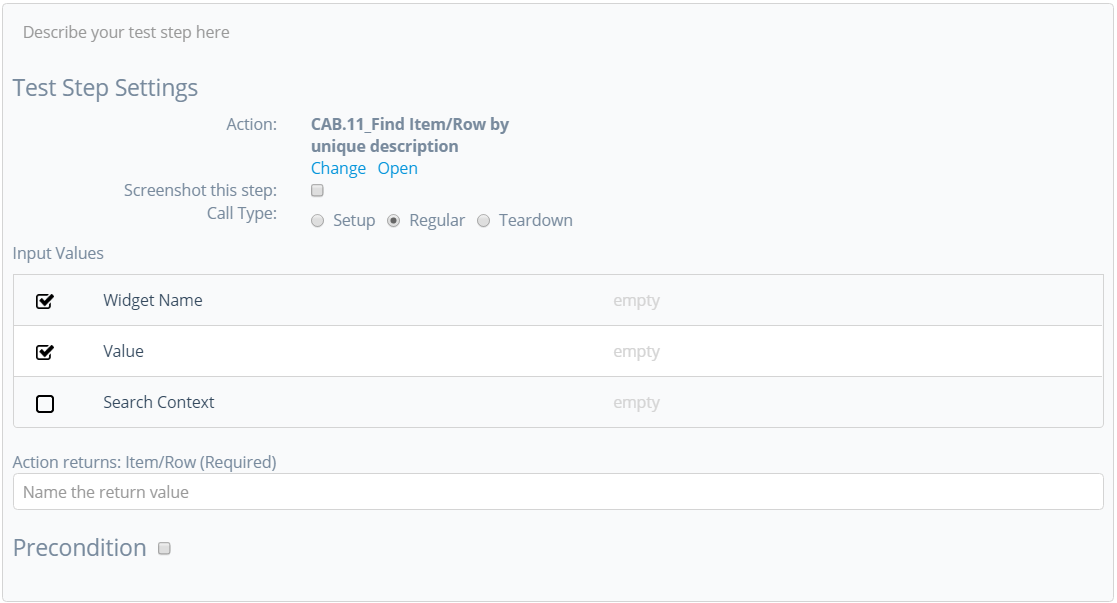 Describe your test step here
Test Step Settings
Action: CAB.11_Find Item/Row by
unique description
Change Open
Screenshot this step:
Call Type: Setup Regular Teardown
Input Values
Widget Name empty
Value empty
Search Context empty
Action returns: Item/Row (Required)
Name the return value
Precondition